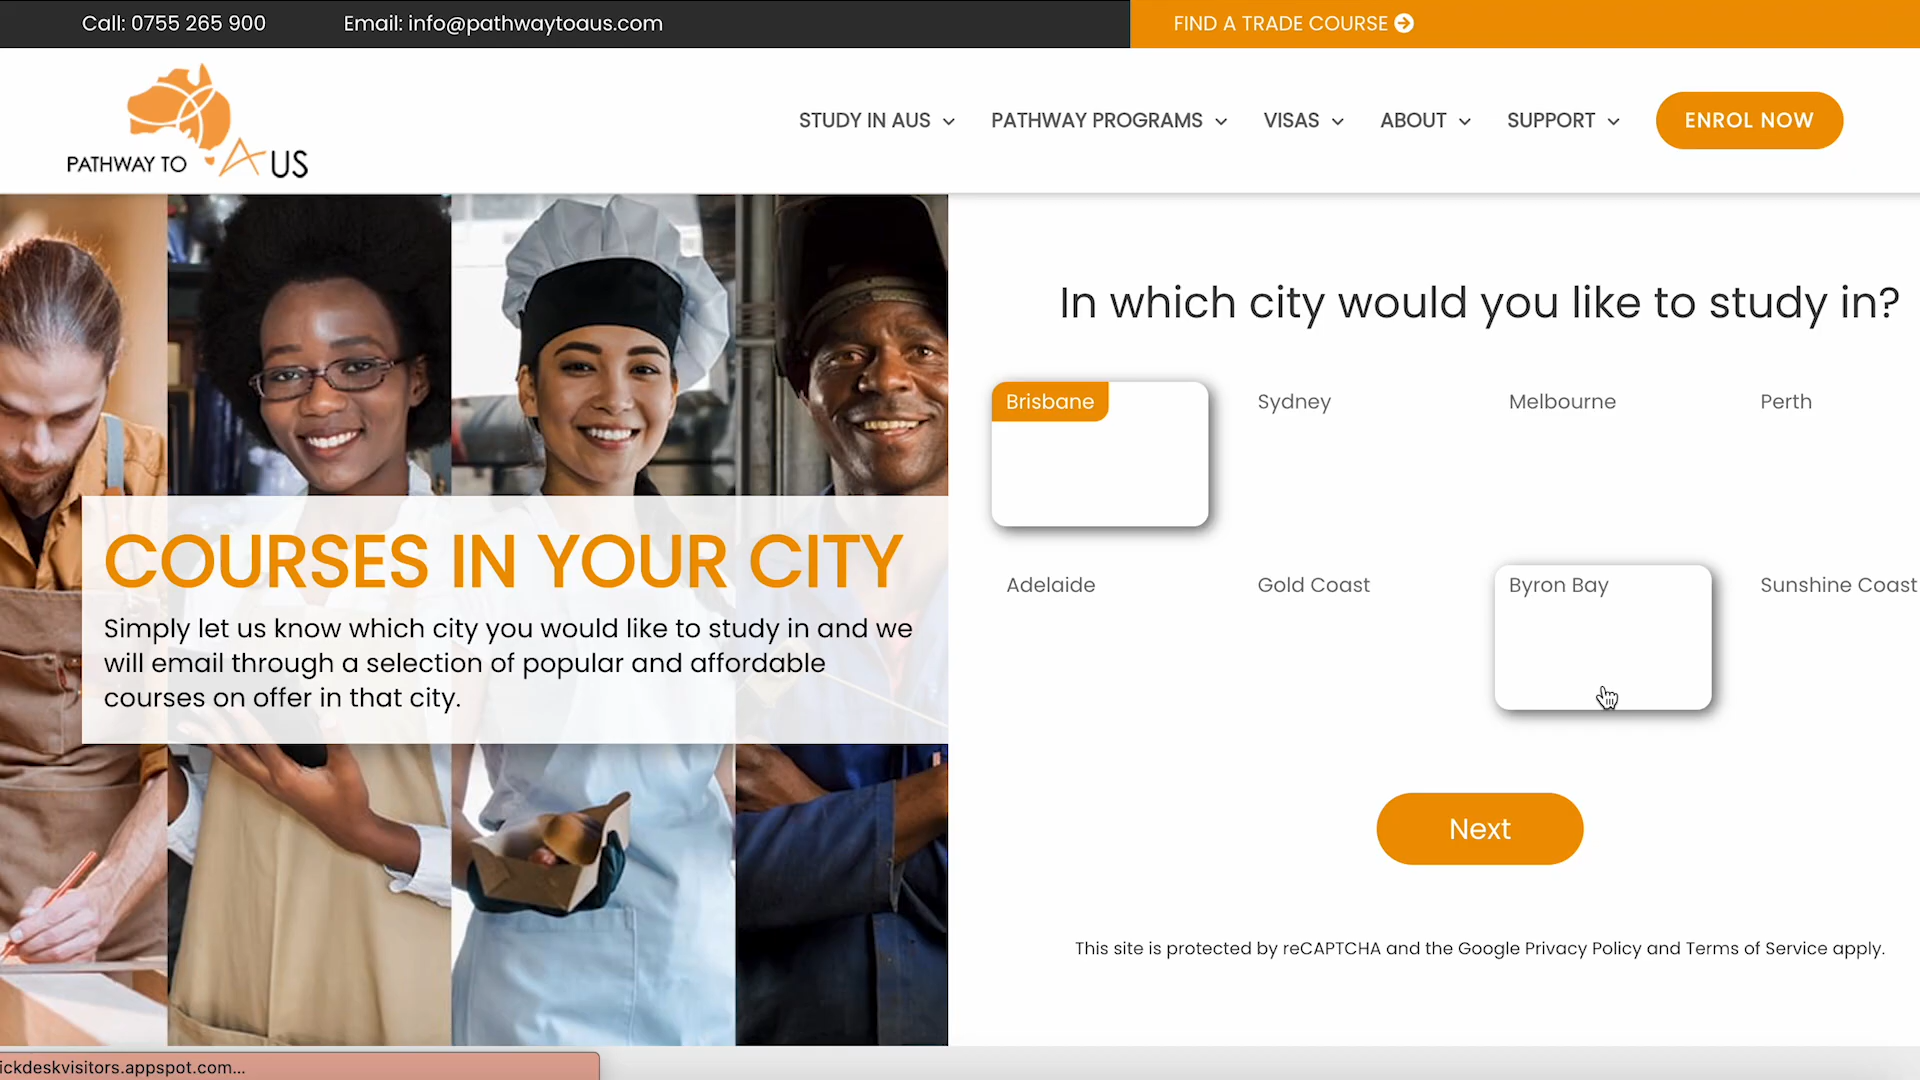 Call: 0755 265 900
Email: info@pathwaytoaus.com
FIND A TRADE COURSE
PATHWAY TO AUS
STUDY IN AUS
PATHWAY PROGRAMS
VISAS
ABOUT
SUPPORT
ENROL NOW
COURSES IN YOUR CITY
Simply let us know which city you would like to study in and we
will email through a selection of popular and affordable
courses on offer in that city.
In which city would you like to study in?
Brisbane
Sydney
Melbourne
Perth
Adelaide
Gold Coast
Byron Bay
Sunshine Coast
Next
This site is protected by reCAPTCHA and the Google Privacy Policy and Terms of Service apply.
ickdeskvisitors.appspot.com...